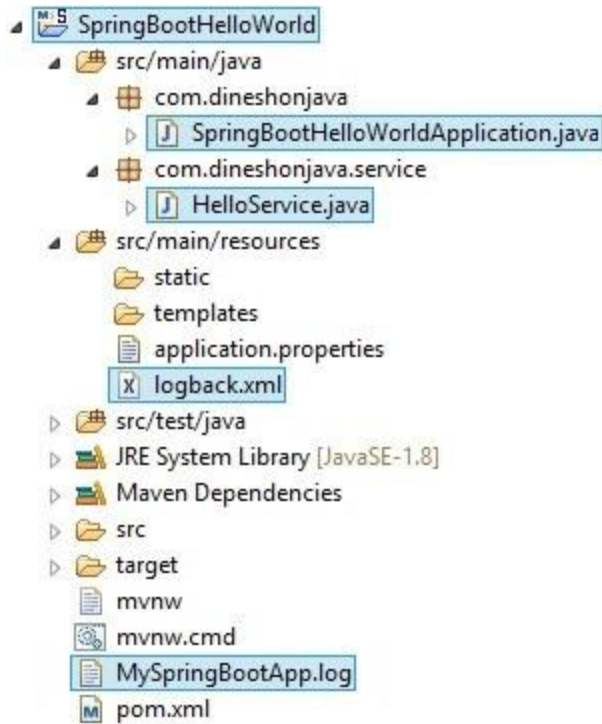 SpringBootHelloWorld
src/main/java
com.dineshonjava
SpringBootHelloWorldApplication.java
com.dineshonjava.service
HelloService.java
src/main/resources
static
templates
application.properties
logback.xml
src/test/java
JRE System Library [JavaSE-1.8]
Maven Dependencies
src
target
mvnw
mvnw.cmd
MySpringBootApp.log
pom.xml